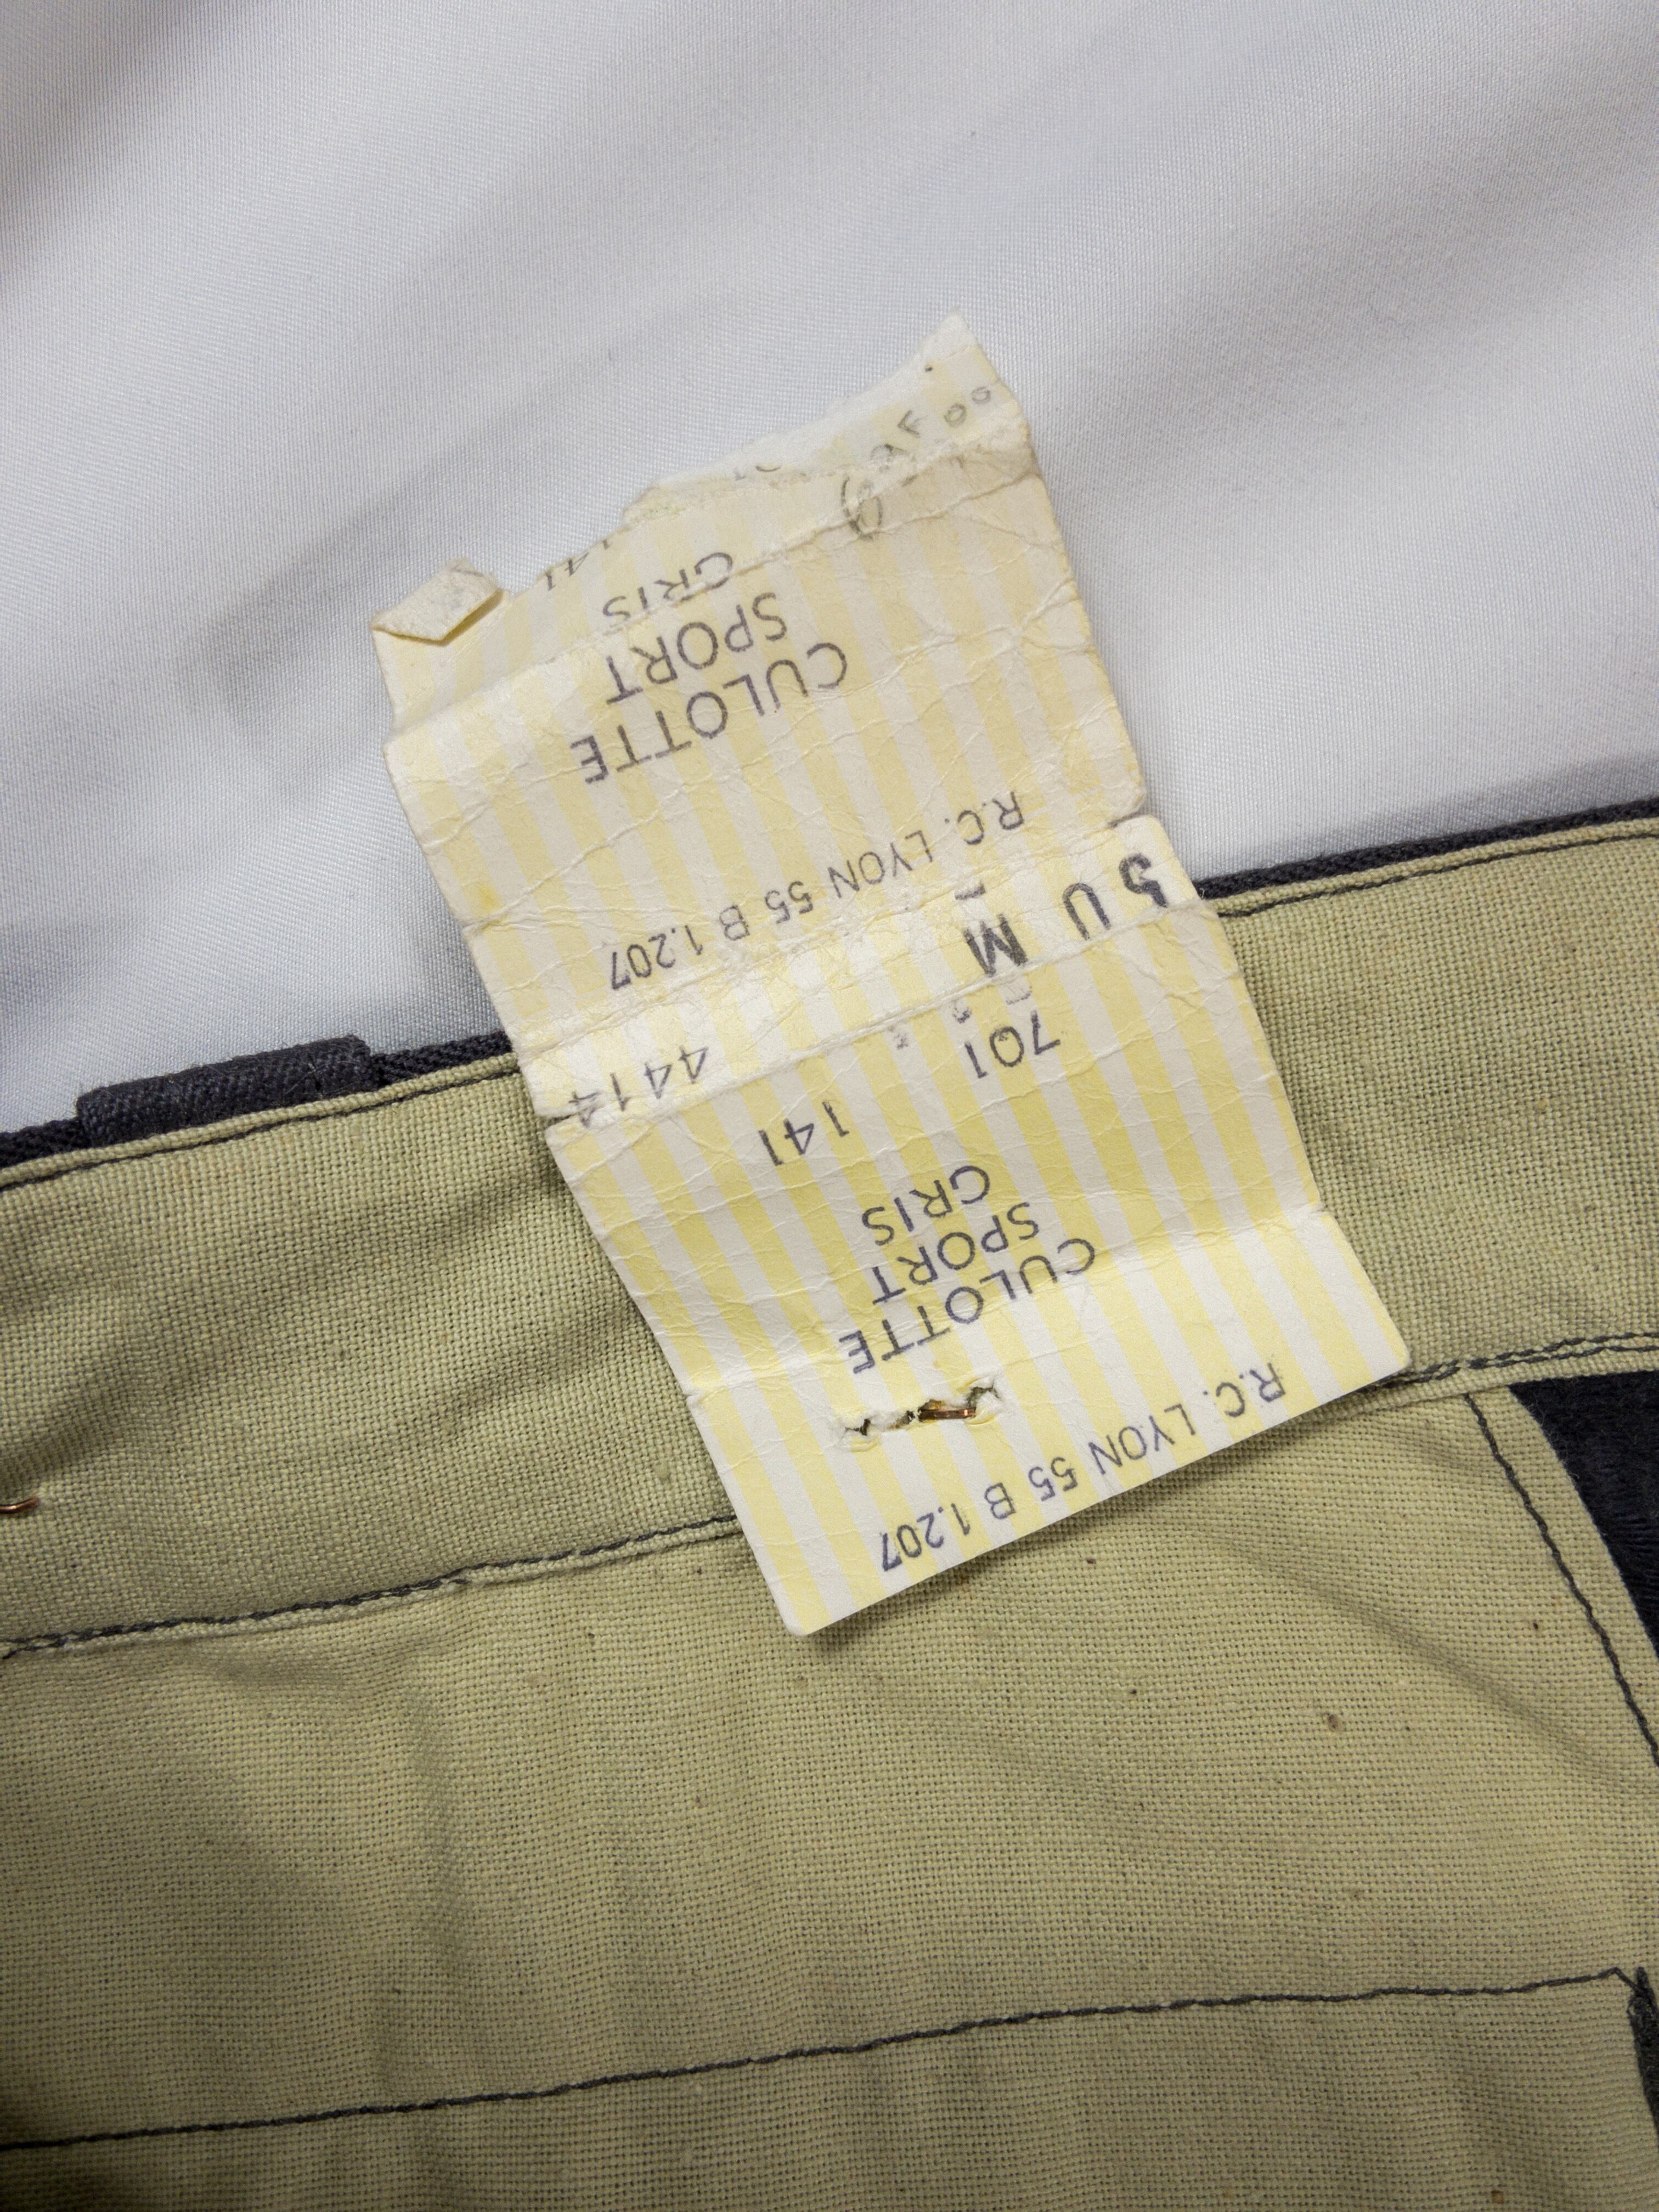 R.C. LYON 55 B 1.207
CULOTTE
SPORT
GRIS
701 141
5 U M 4414
R.C. LYON 55 B 1.207
CULOTTE
SPORT
GRIS
141